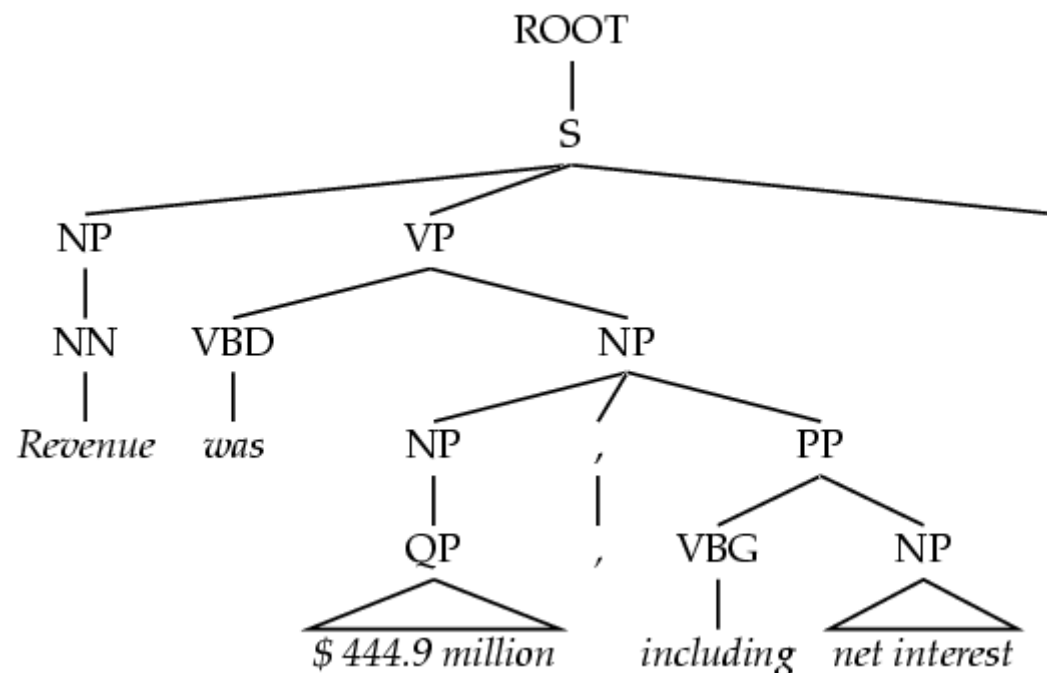 ROOT
S
NP VP
NN VBD NP
Revenue was NP , PP
QP , VBG NP
$ 444.9 million including net interest